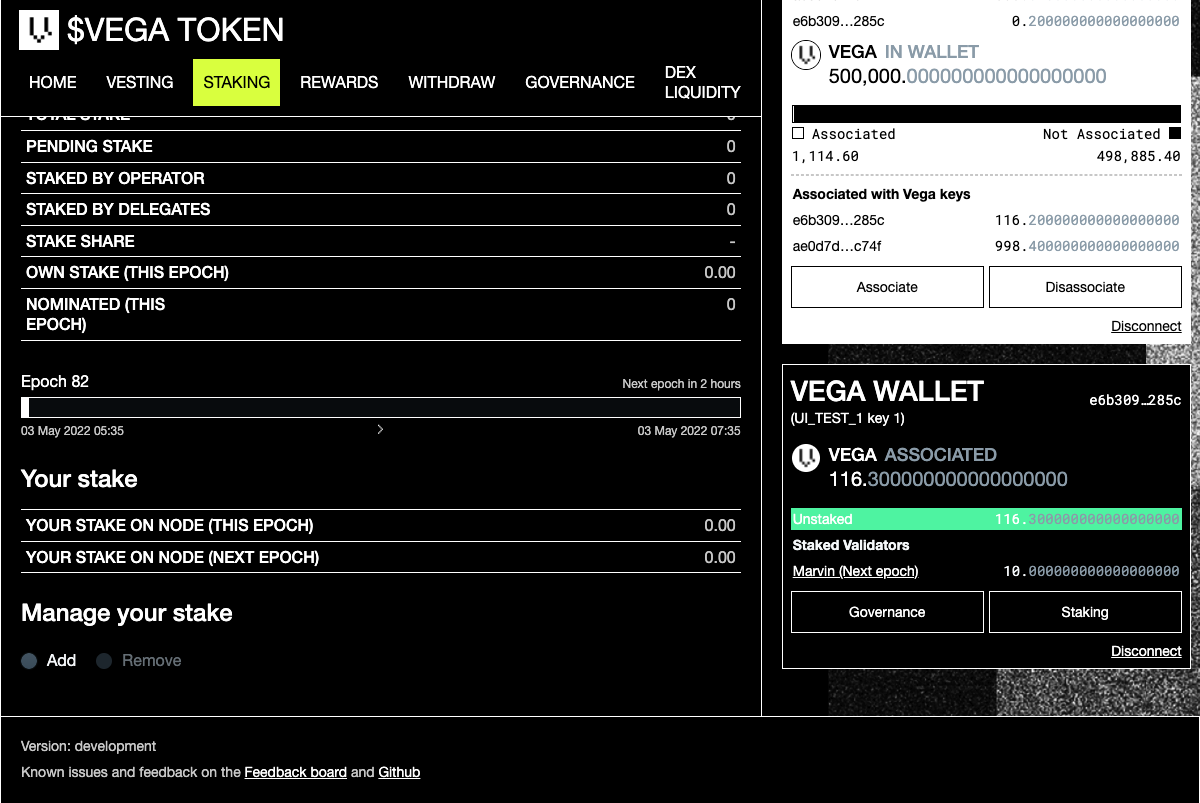 $VEGA TOKEN
HOME
VESTING
STAKING
REWARDS
WITHDRAW
GOVERNANCE
DEX
LIQUIDITY
TOTAL STAKE 0
PENDING STAKE 0
STAKED BY OPERATOR 0
STAKED BY DELEGATES 0
STAKE SHARE -
OWN STAKE (THIS EPOCH) 0.00
NOMINATED (THIS 0
EPOCH)
Epoch 82 Next epoch in 2 hours
03 May 2022 05:35 03 May 2022 07:35
Your stake
YOUR STAKE ON NODE (THIS EPOCH) 0.00
YOUR STAKE ON NODE (NEXT EPOCH) 0.00
Manage your stake
Add Remove
Version: development
Known issues and feedback on the Feedback board and Github
e6b309…285c 0.200000000000000000
VEGA IN WALLET
500,000.000000000000000000
Associated Not Associated
1,114.60 498,885.40
Associated with Vega keys
e6b309…285c 116.200000000000000000
ae0d7d…c74f 998.400000000000000000
Associate Disassociate
Disconnect
VEGA WALLET e6b309…285c
(UI_TEST_1 key 1)
VEGA ASSOCIATED
116.300000000000000000
Unstaked 116.300000000000000000
Staked Validators
Marvin (Next epoch) 10.000000000000000000
Governance Staking
Disconnect